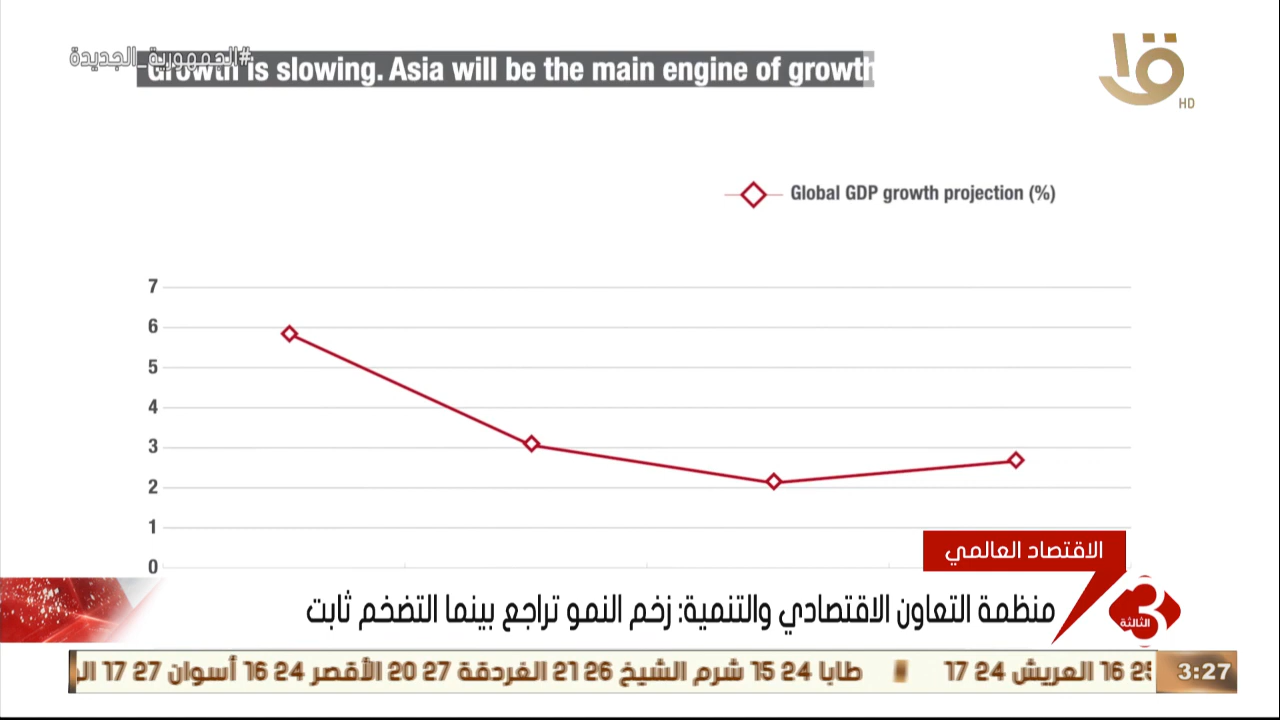 #الجمهورية_الجديدة
Growth is slowing. Asia will be the main engine of growth
HD
Global GDP growth projection (%)
7
6
5
4
3
2
1
0
الاقتصاد العالمي
منظمة التعاون الاقتصادي والتنمية: زخم النمو تراجع بينما التضخم ثابت
3 الثالثة
16 العريش 24 17
طابا 24 15 شرم الشيخ 26 21 الغردقة 27 20 الأقصر 24 16 أسوان 27 17
3:27